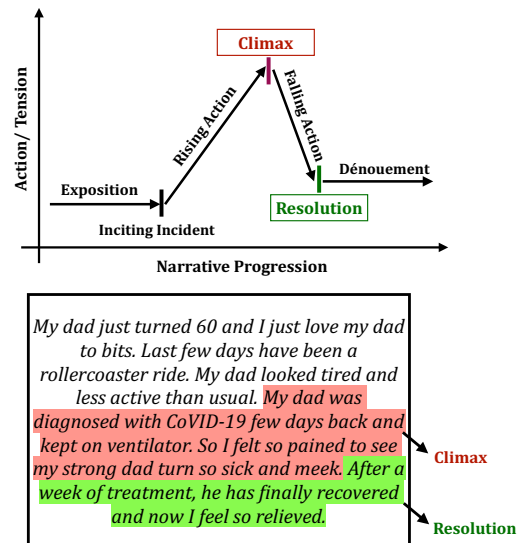 Climax
Action/ Tension
Rising Action
Falling Action
Exposition
Dénouement
Inciting Incident
Resolution
Narrative Progression
My dad just turned 60 and I just love my dad
to bits. Last few days have been a
rollercoaster ride. My dad looked tired and
less active than usual. My dad was
diagnosed with CoVID-19 few days back and
kept on ventilator. So I felt so pained to see
my strong dad turn so sick and meek. After a
week of treatment, he has finally recovered
and now I feel so relieved.
Climax
Resolution